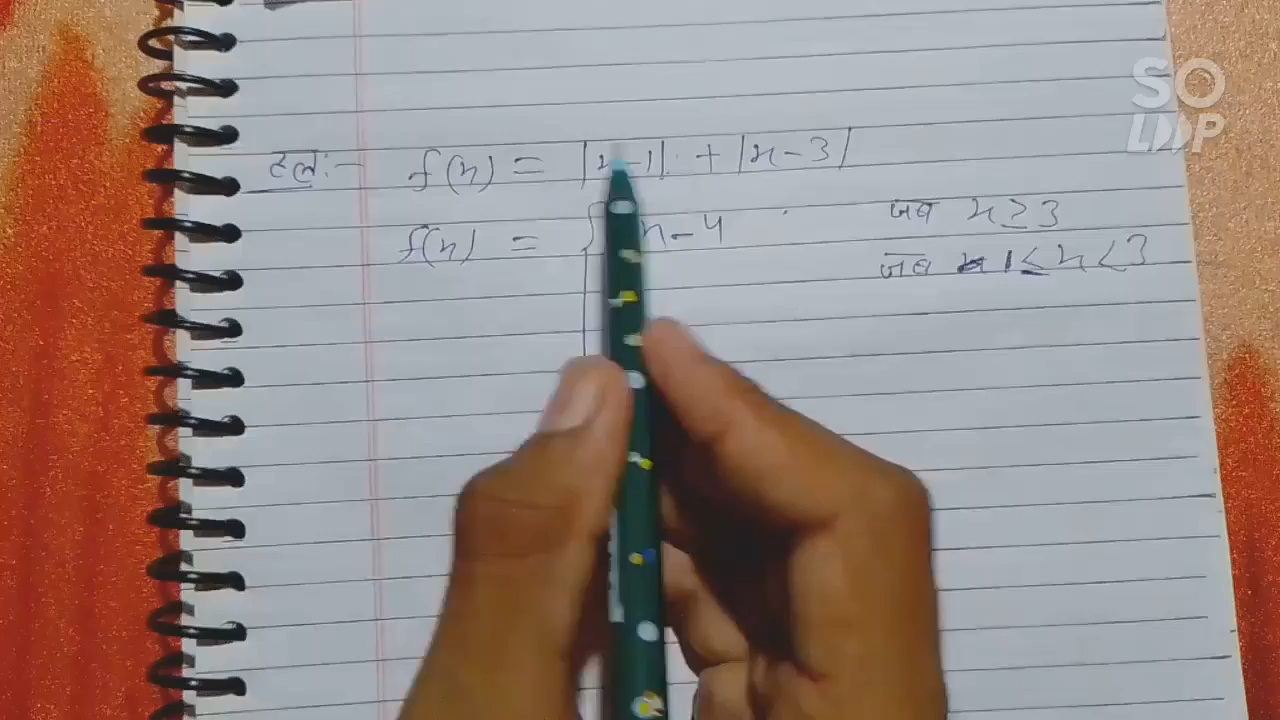 हल:- f(x) = |x-1| + |x-3|
f(x) = { x-4 जब x≥3
जब 1≤x<3
SO
LOOP